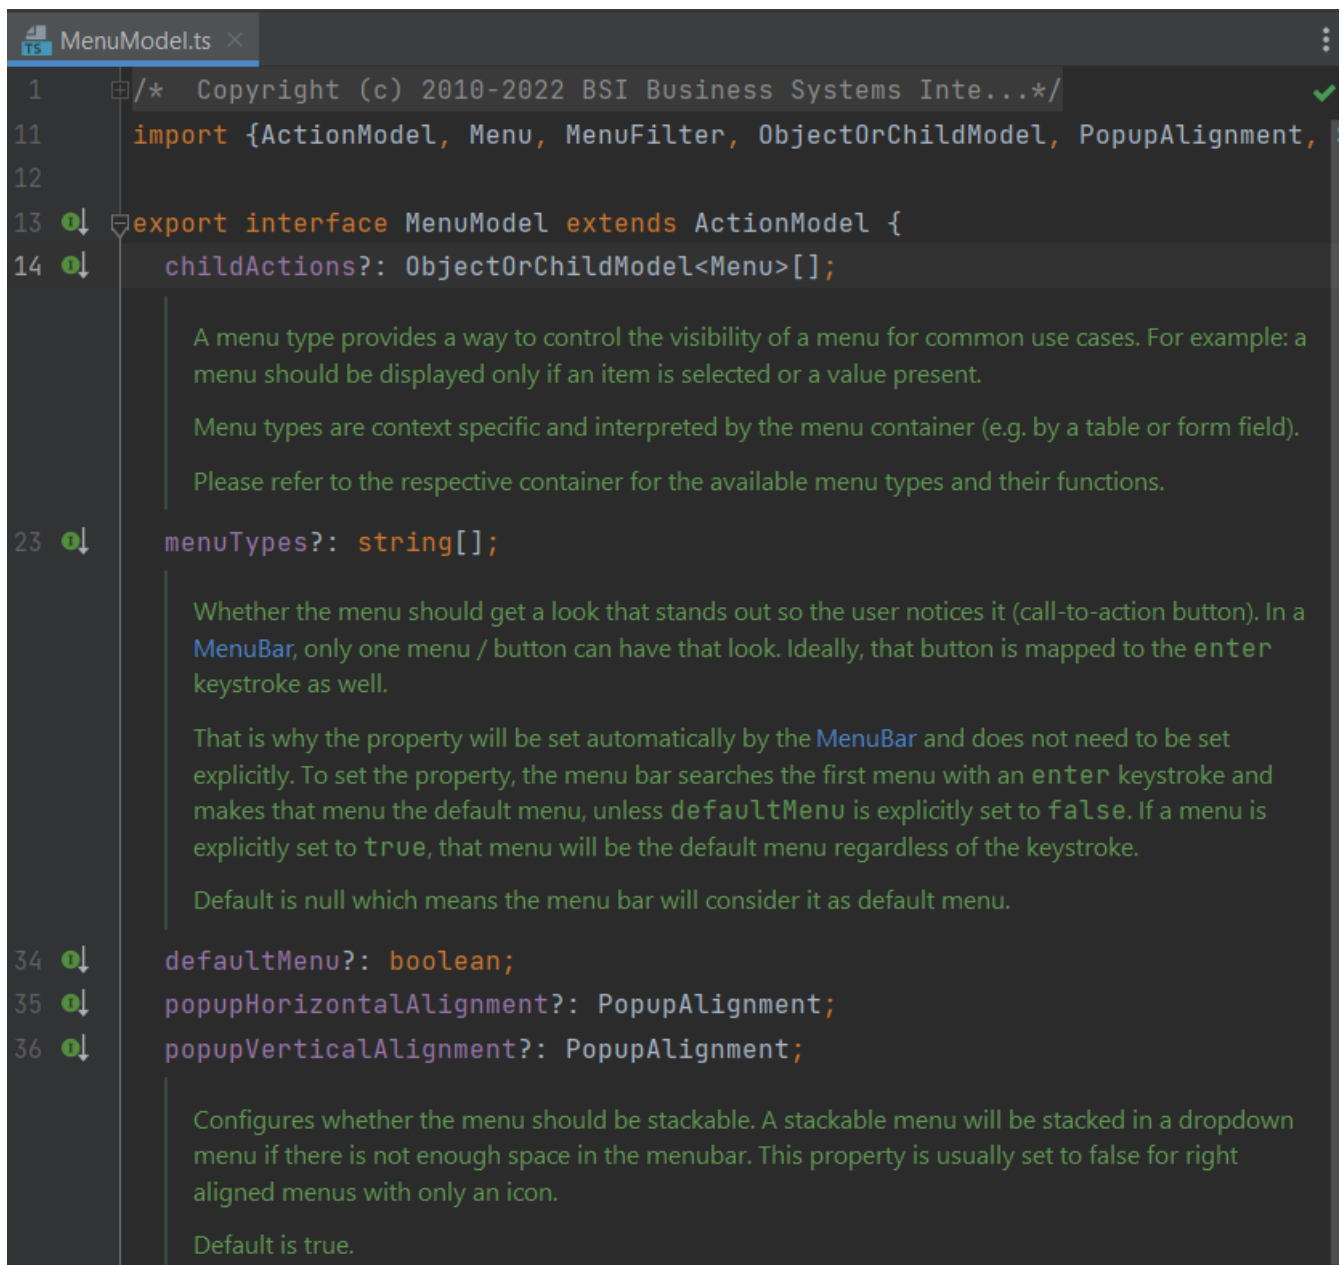 TS MenuModel.ts
1 /* Copyright (c) 2010-2022 BSI Business Systems Inte...*/
11 import {ActionModel, Menu, MenuFilter, ObjectOrChildModel, PopupAlignment,
12
13 export interface MenuModel extends ActionModel {
14 childActions?: ObjectOrChildModel<Menu>[];
A menu type provides a way to control the visibility of a menu for common use cases. For example: a
menu should be displayed only if an item is selected or a value present.
Menu types are context specific and interpreted by the menu container (e.g. by a table or form field).
Please refer to the respective container for the available menu types and their functions.
23 menuTypes?: string[];
Whether the menu should get a look that stands out so the user notices it (call-to-action button). In a
MenuBar, only one menu / button can have that look. Ideally, that button is mapped to the enter
keystroke as well.
That is why the property will be set automatically by the MenuBar and does not need to be set
explicitly. To set the property, the menu bar searches the first menu with an enter keystroke and
makes that menu the default menu, unless defaultMenu is explicitly set to false. If a menu is
explicitly set to true, that menu will be the default menu regardless of the keystroke.
Default is null which means the menu bar will consider it as default menu.
34 defaultMenu?: boolean;
35 popupHorizontalAlignment?: PopupAlignment;
36 popupVerticalAlignment?: PopupAlignment;
Configures whether the menu should be stackable. A stackable menu will be stacked in a dropdown
menu if there is not enough space in the menubar. This property is usually set to false for right
aligned menus with only an icon.
Default is true.